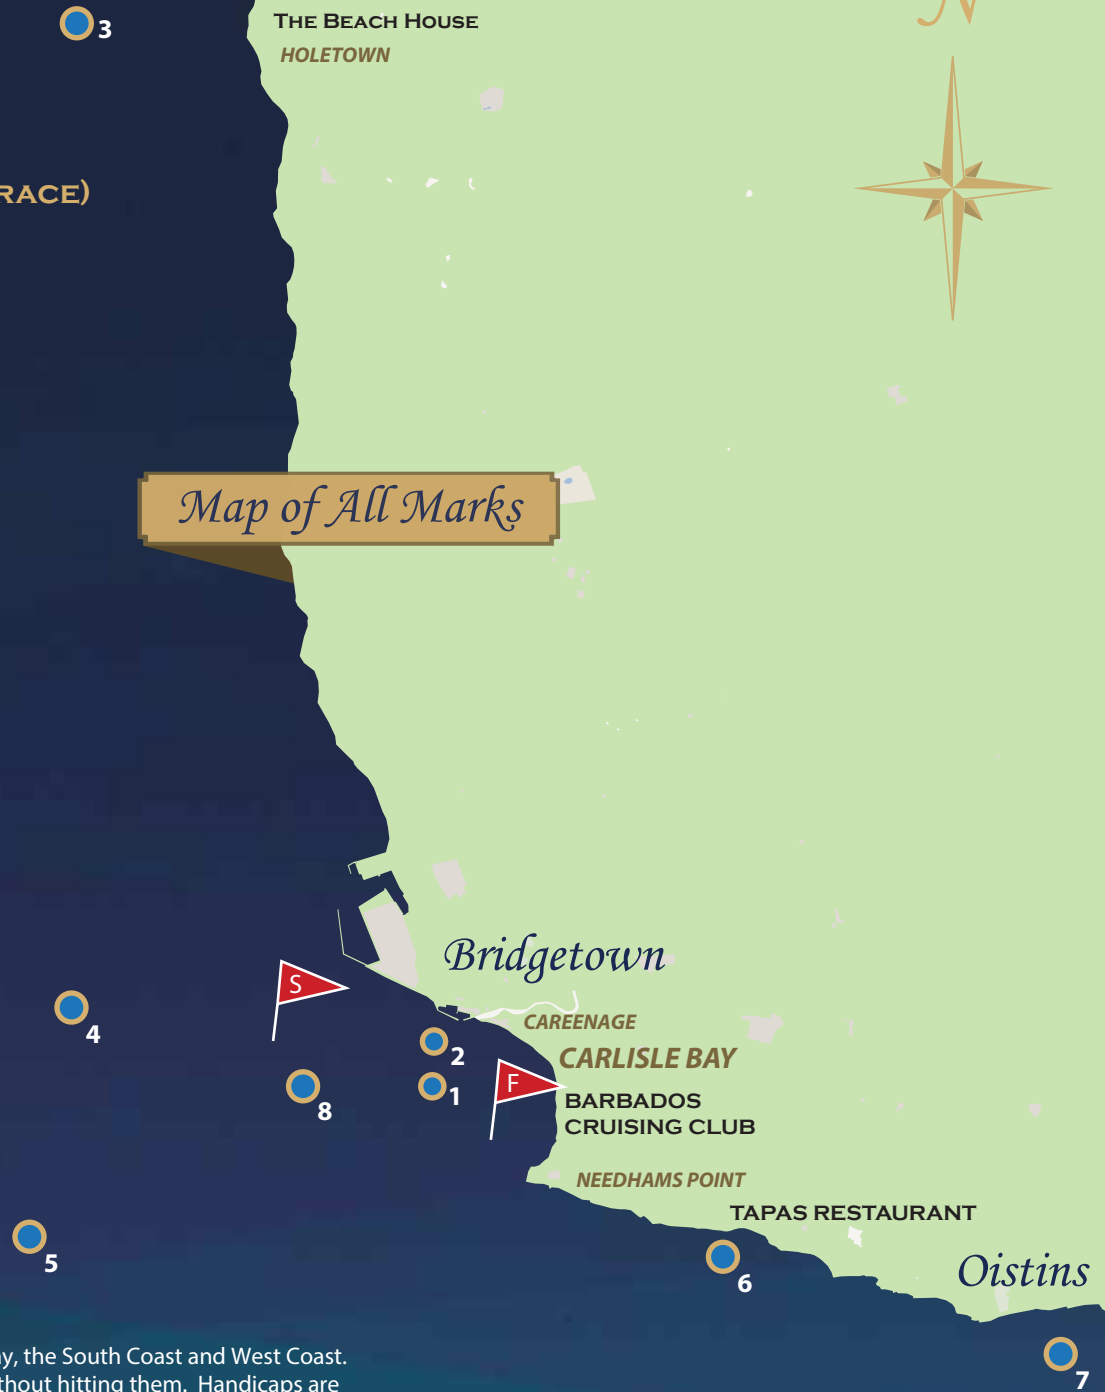 3
THE BEACH HOUSE
HOLETOWN
N
RACE)
Map of All Marks
Bridgetown
S
4
CAREENAGE
2
CARLISLE BAY
F
8
1
BARBADOS
CRUISING CLUB
NEEDHAMS POINT
TAPAS RESTAURANT
5
6
Oistins
y, the South Coast and West Coast.
7
thout hitting them. Handicaps are